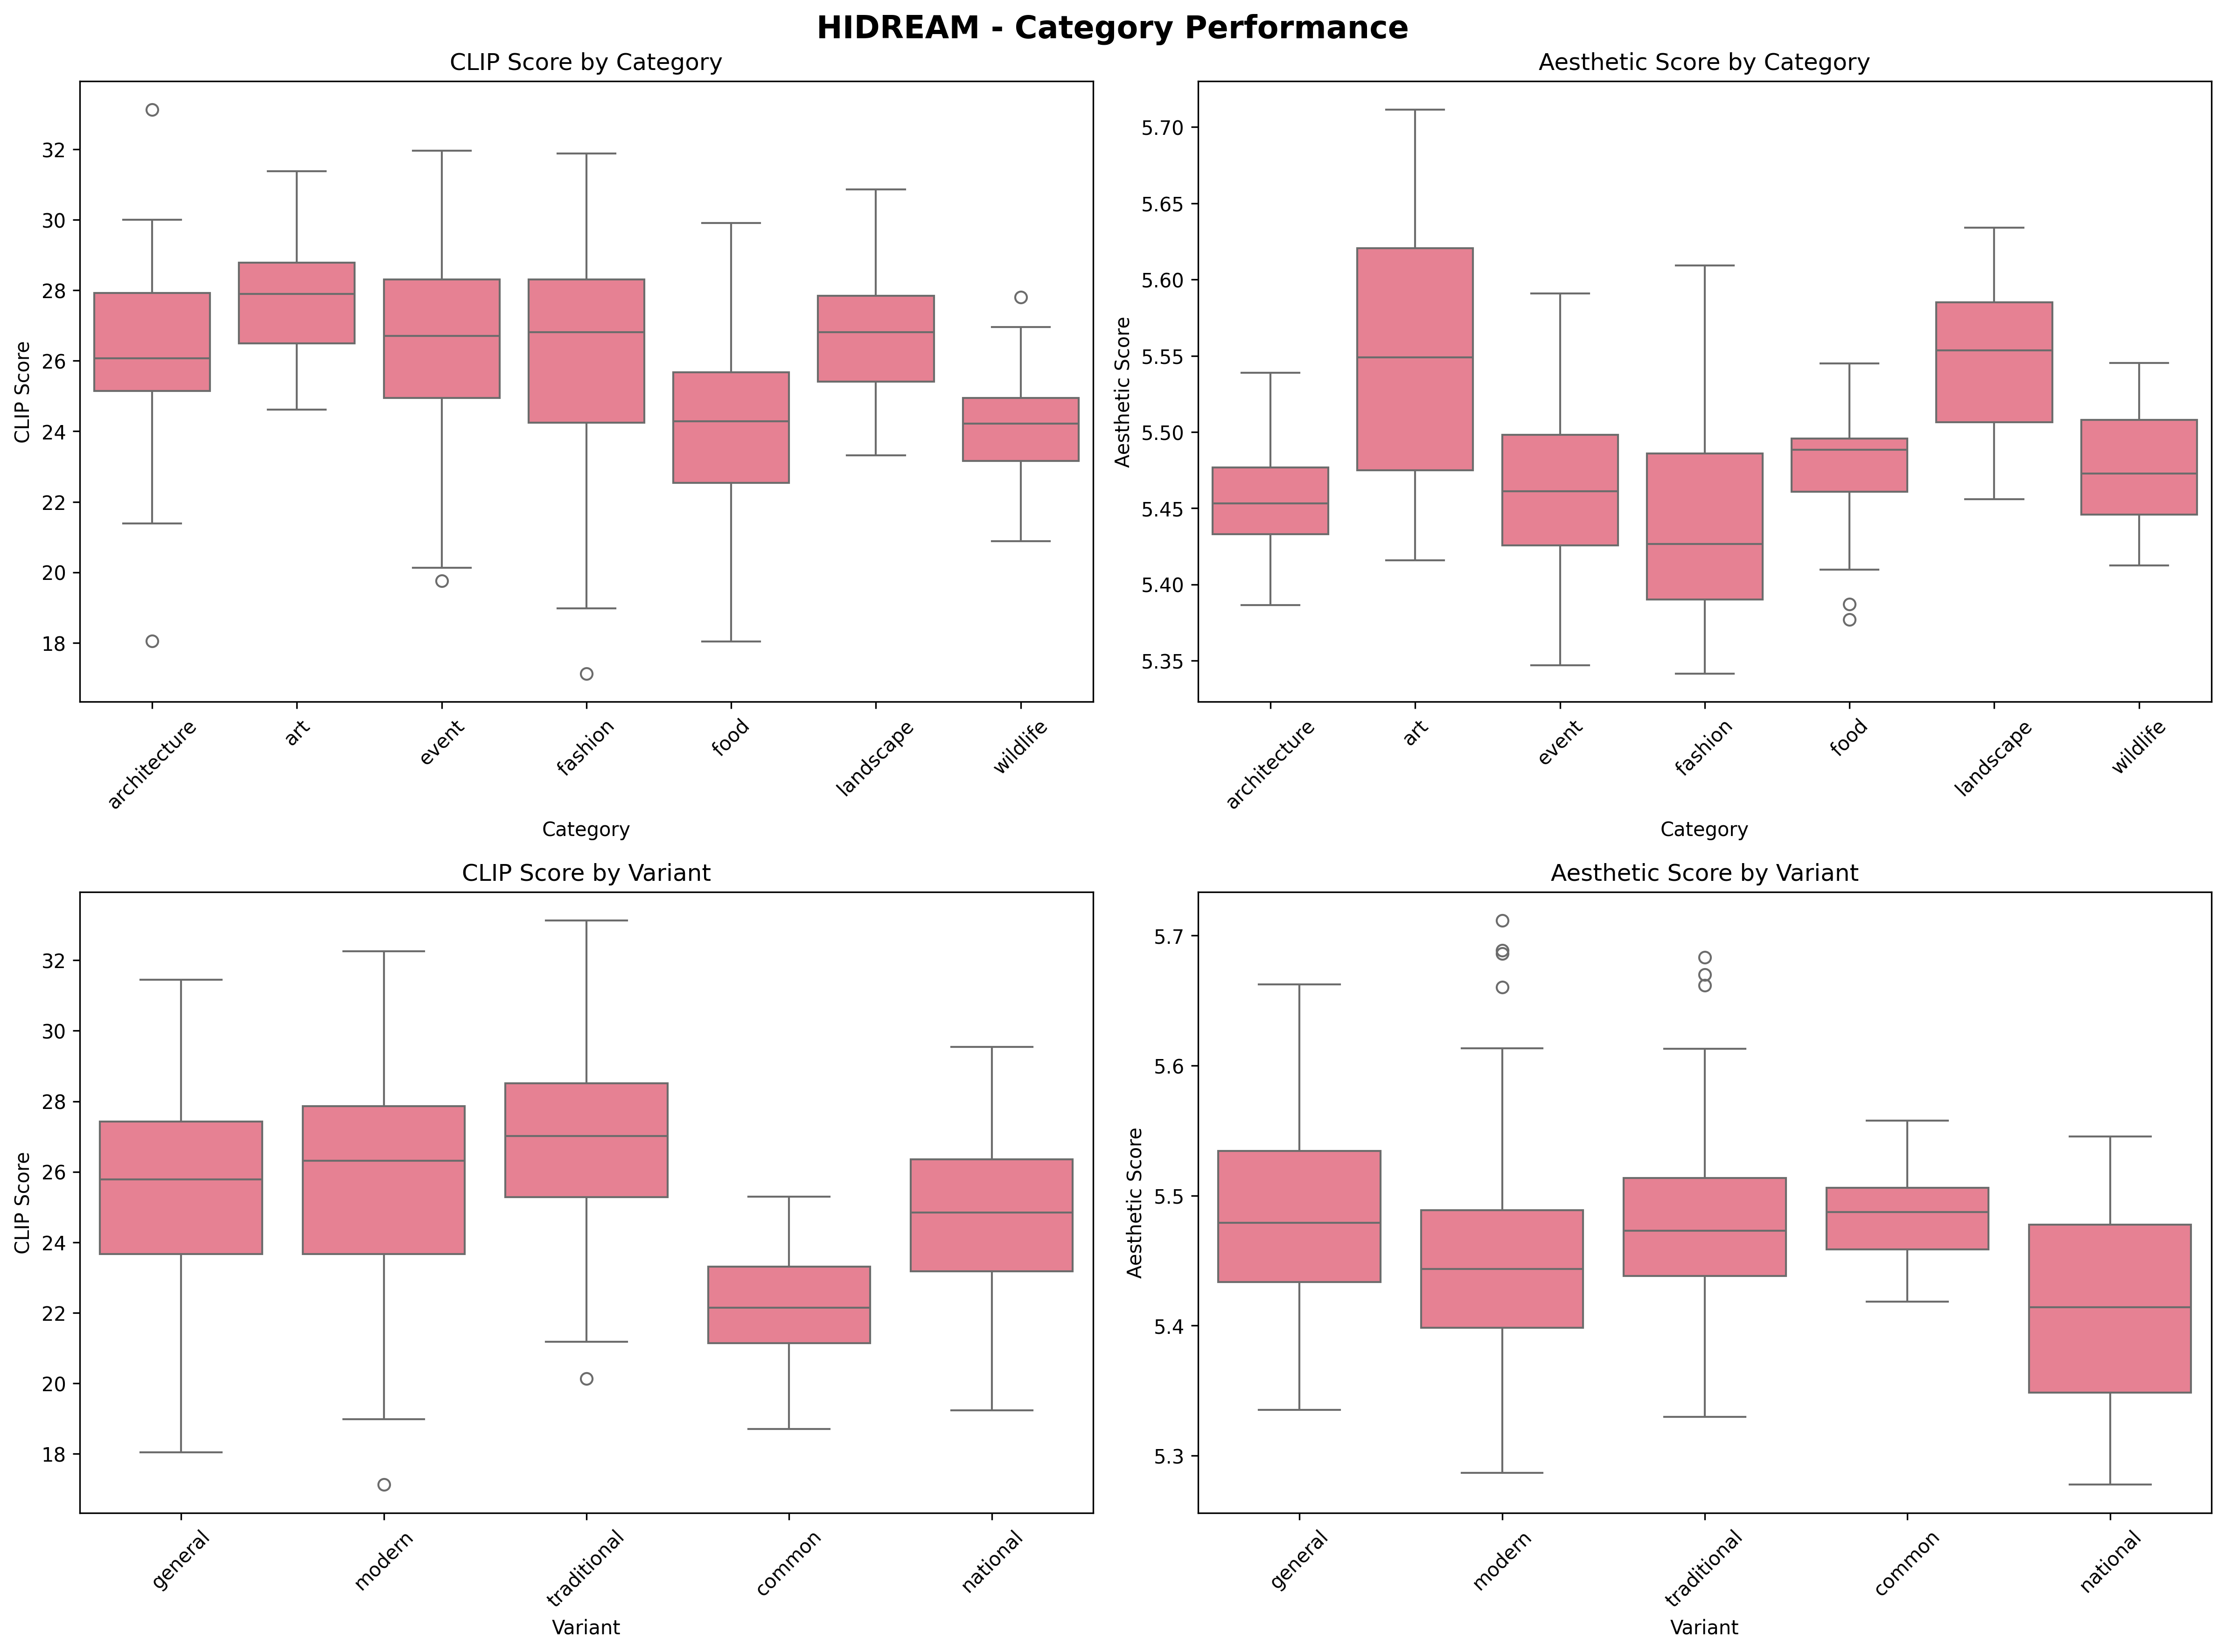 HIDREAM - Category Performance
CLIP Score by Category
CLIP Score
32
30
28
26
24
22
20
18
architecture
art
event
fashion
food
landscape
wildlife
Category
Aesthetic Score by Category
Aesthetic Score
5.70
5.65
5.60
5.55
5.50
5.45
5.40
5.35
architecture
art
event
fashion
food
landscape
wildlife
Category
CLIP Score by Variant
CLIP Score
32
30
28
26
24
22
20
18
general
modern
traditional
common
national
Variant
Aesthetic Score by Variant
Aesthetic Score
5.7
5.6
5.5
5.4
5.3
general
modern
traditional
common
national
Variant